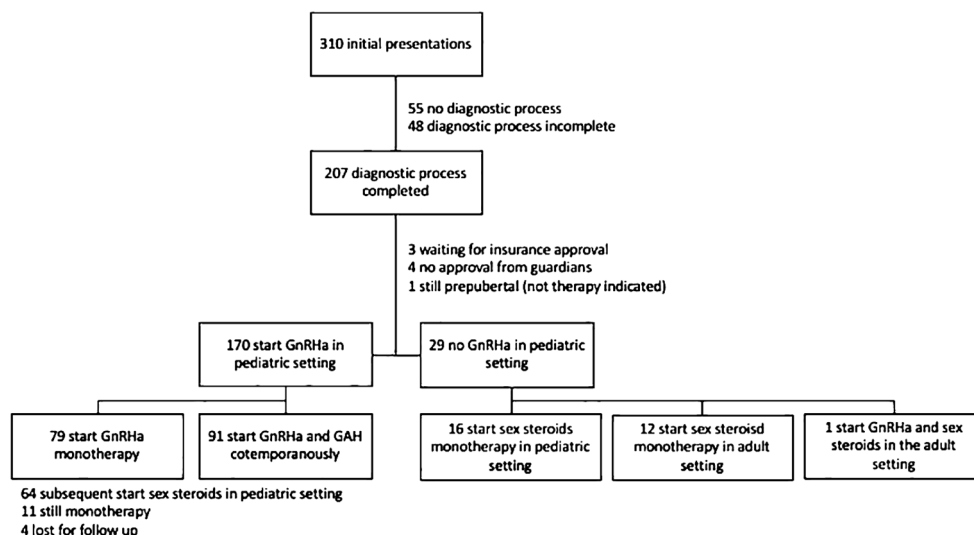 310 initial presentations
55 no diagnostic process
48 diagnostic process incomplete
207 diagnostic process
completed
3 waiting for insurance approval
4 no approval from guardians
1 still prepubertal (not therapy indicated)
170 start GnRHa in
pediatric setting
29 no GnRHa in pediatric
setting
79 start GnRHa
monotherapy
91 start GnRHa and GAH
cotemporanously
16 start sex steroids
monotherapy in pediatric
setting
12 start sex steroisd
monotherapy in adult
setting
1 start GnRHa and sex
steroids in the adult
setting
64 subsequent start sex steroids in pediatric setting
11 still monotherapy
4 lost for follow up